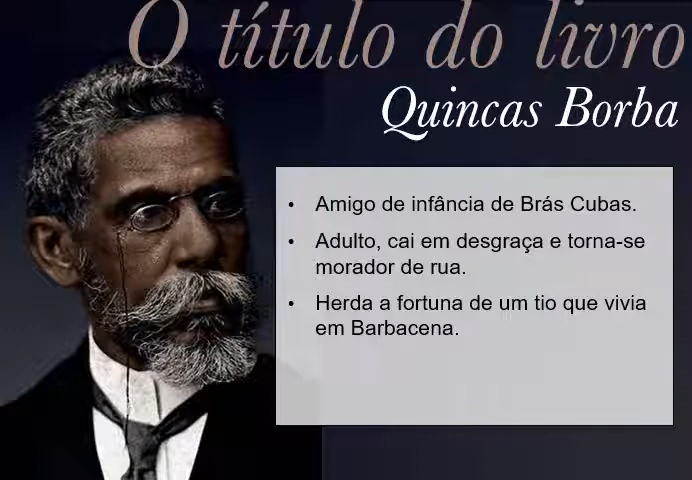 O título do livro
Quincas Borba
• Amigo de infância de Brás Cubas.
• Adulto, cai em desgraça e torna-se
morador de rua.
• Herda a fortuna de um tio que vivia
em Barbacena.